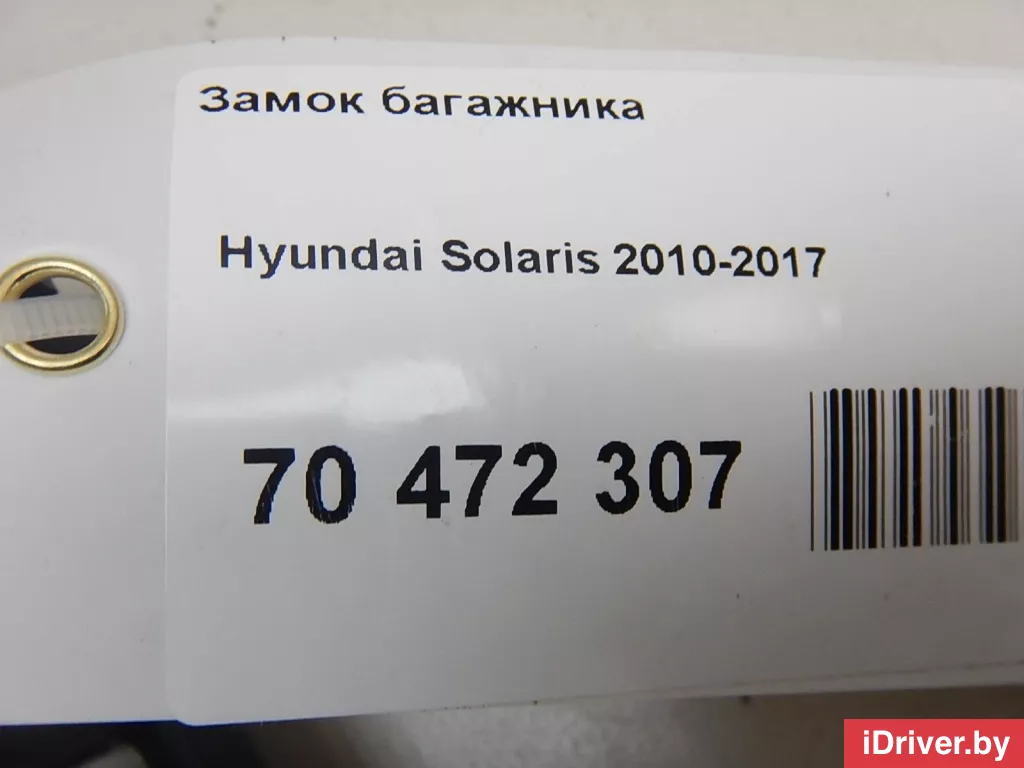 Замок багажника
Hyundai Solaris 2010-2017
70 472 307
iDriver.by